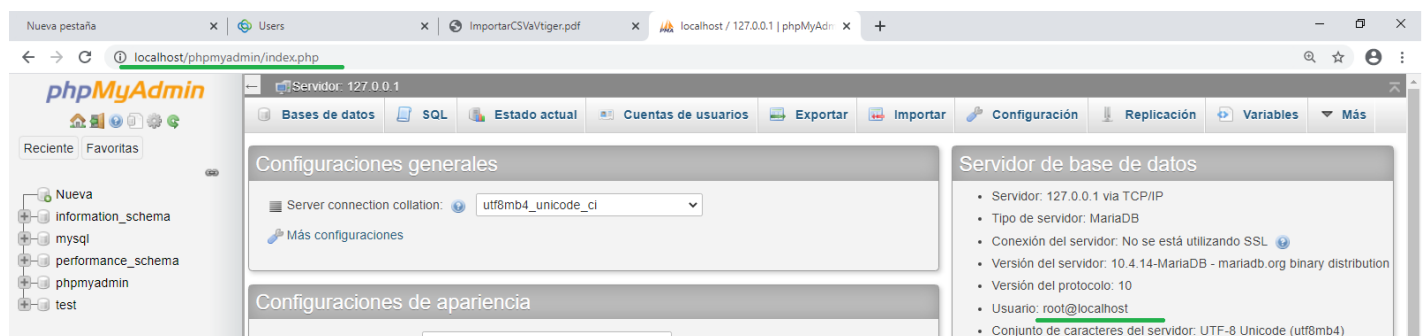 Nueva pestaña
Users
ImportarCSVaVtiger.pdf
localhost / 127.0.0.1 | phpMyAdm
localhost/phpmyadmin/index.php
phpMyAdmin
Reciente Favoritas
Nueva
information_schema
mysql
performance_schema
phpmyadmin
test
Servidor: 127.0.0.1
Bases de datos SQL Estado actual Cuentas de usuarios Exportar Importar Configuración Replicación Variables Más
Configuraciones generales
Server connection collation: utf8mb4_unicode_ci
Más configuraciones
Configuraciones de apariencia
Servidor de base de datos
• Servidor: 127.0.0.1 via TCP/IP
• Tipo de servidor: MariaDB
• Conexión del servidor: No se está utilizando SSL
• Versión del servidor: 10.4.14-MariaDB - mariadb.org binary distribution
• Versión del protocolo: 10
• Usuario: root@localhost
• Conjunto de caracteres del servidor: UTF-8 Unicode (utf8mb4)